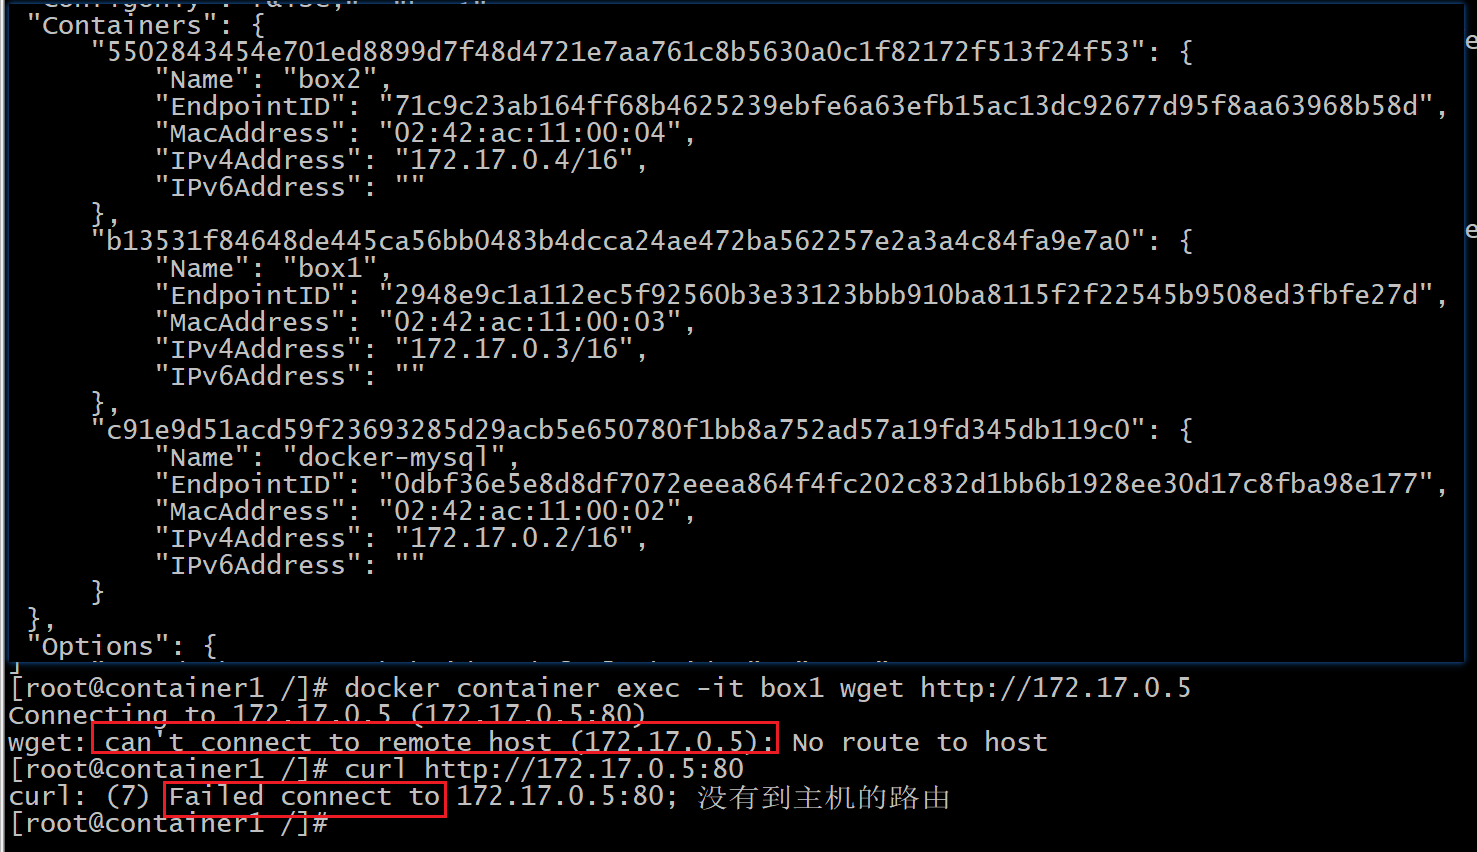 "Containers": {
"5502843454e701ed8899d7f48d4721e7aa761c8b5630a0c1f82172f513f24f53": {
"Name": "box2",
"EndpointID": "71c9c23ab164ff68b4625239ebfe6a63efb15ac13dc92677d95f8aa63968b58d",
"MacAddress": "02:42:ac:11:00:04",
"IPv4Address": "172.17.0.4/16",
"IPv6Address": ""
},
"b13531f84648de445ca56bb0483b4dcca24ae472ba562257e2a3a4c84fa9e7a0": {
"Name": "box1",
"EndpointID": "2948e9c1a112ec5f92560b3e33123bbb910ba8115f2f22545b9508ed3fbfe27d",
"MacAddress": "02:42:ac:11:00:03",
"IPv4Address": "172.17.0.3/16",
"IPv6Address": ""
},
"c91e9d51acd59f23693285d29acb5e650780f1bb8a752ad57a19fd345db119c0": {
"Name": "docker-mysql",
"EndpointID": "0dbf36e5e8d8df7072eeea864f4fc202c832d1bb6b1928ee30d17c8fba98e177",
"MacAddress": "02:42:ac:11:00:02",
"IPv4Address": "172.17.0.2/16",
"IPv6Address": ""
}
},
"Options": {
[root@container1 /]# docker container exec -it box1 wget http://172.17.0.5
Connecting to 172.17.0.5 (172.17.0.5:80)
wget: can't connect to remote host (172.17.0.5): No route to host
[root@container1 /]# curl http://172.17.0.5:80
curl: (7) Failed connect to 172.17.0.5:80; 没有到主机的路由
[root@container1 /]#